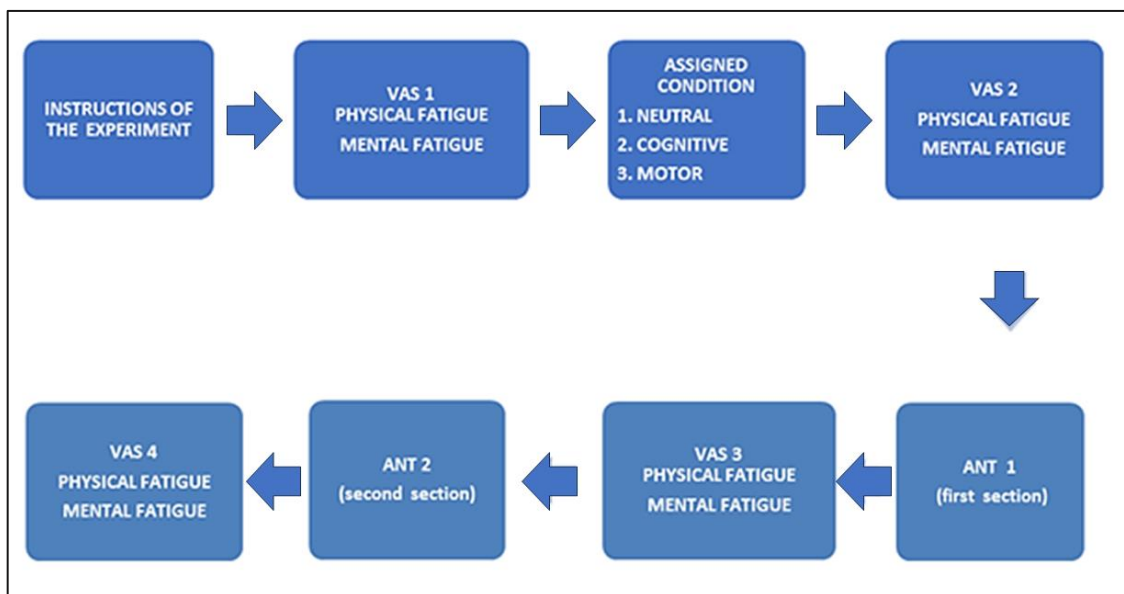 INSTRUCTIONS OF
THE EXPERIMENT
VAS 1
PHYSICAL FATIGUE
MENTAL FATIGUE
ASSIGNED
CONDITION
1. NEUTRAL
2. COGNITIVE
3. MOTOR
VAS 2
PHYSICAL FATIGUE
MENTAL FATIGUE
ANT 1
(first section)
VAS 3
PHYSICAL FATIGUE
MENTAL FATIGUE
ANT 2
(second section)
VAS 4
PHYSICAL FATIGUE
MENTAL FATIGUE